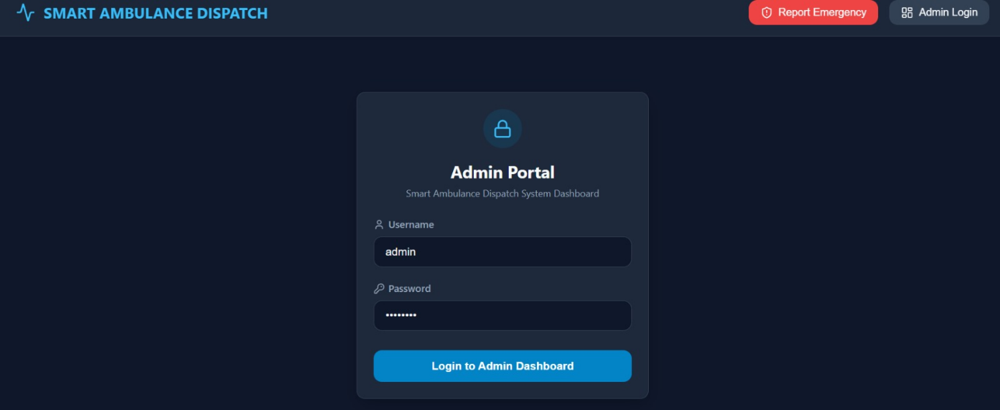 SMART AMBULANCE DISPATCH
Report Emergency
Admin Login
Admin Portal
Smart Ambulance Dispatch System Dashboard
Username
admin
Password
••••••••
Login to Admin Dashboard